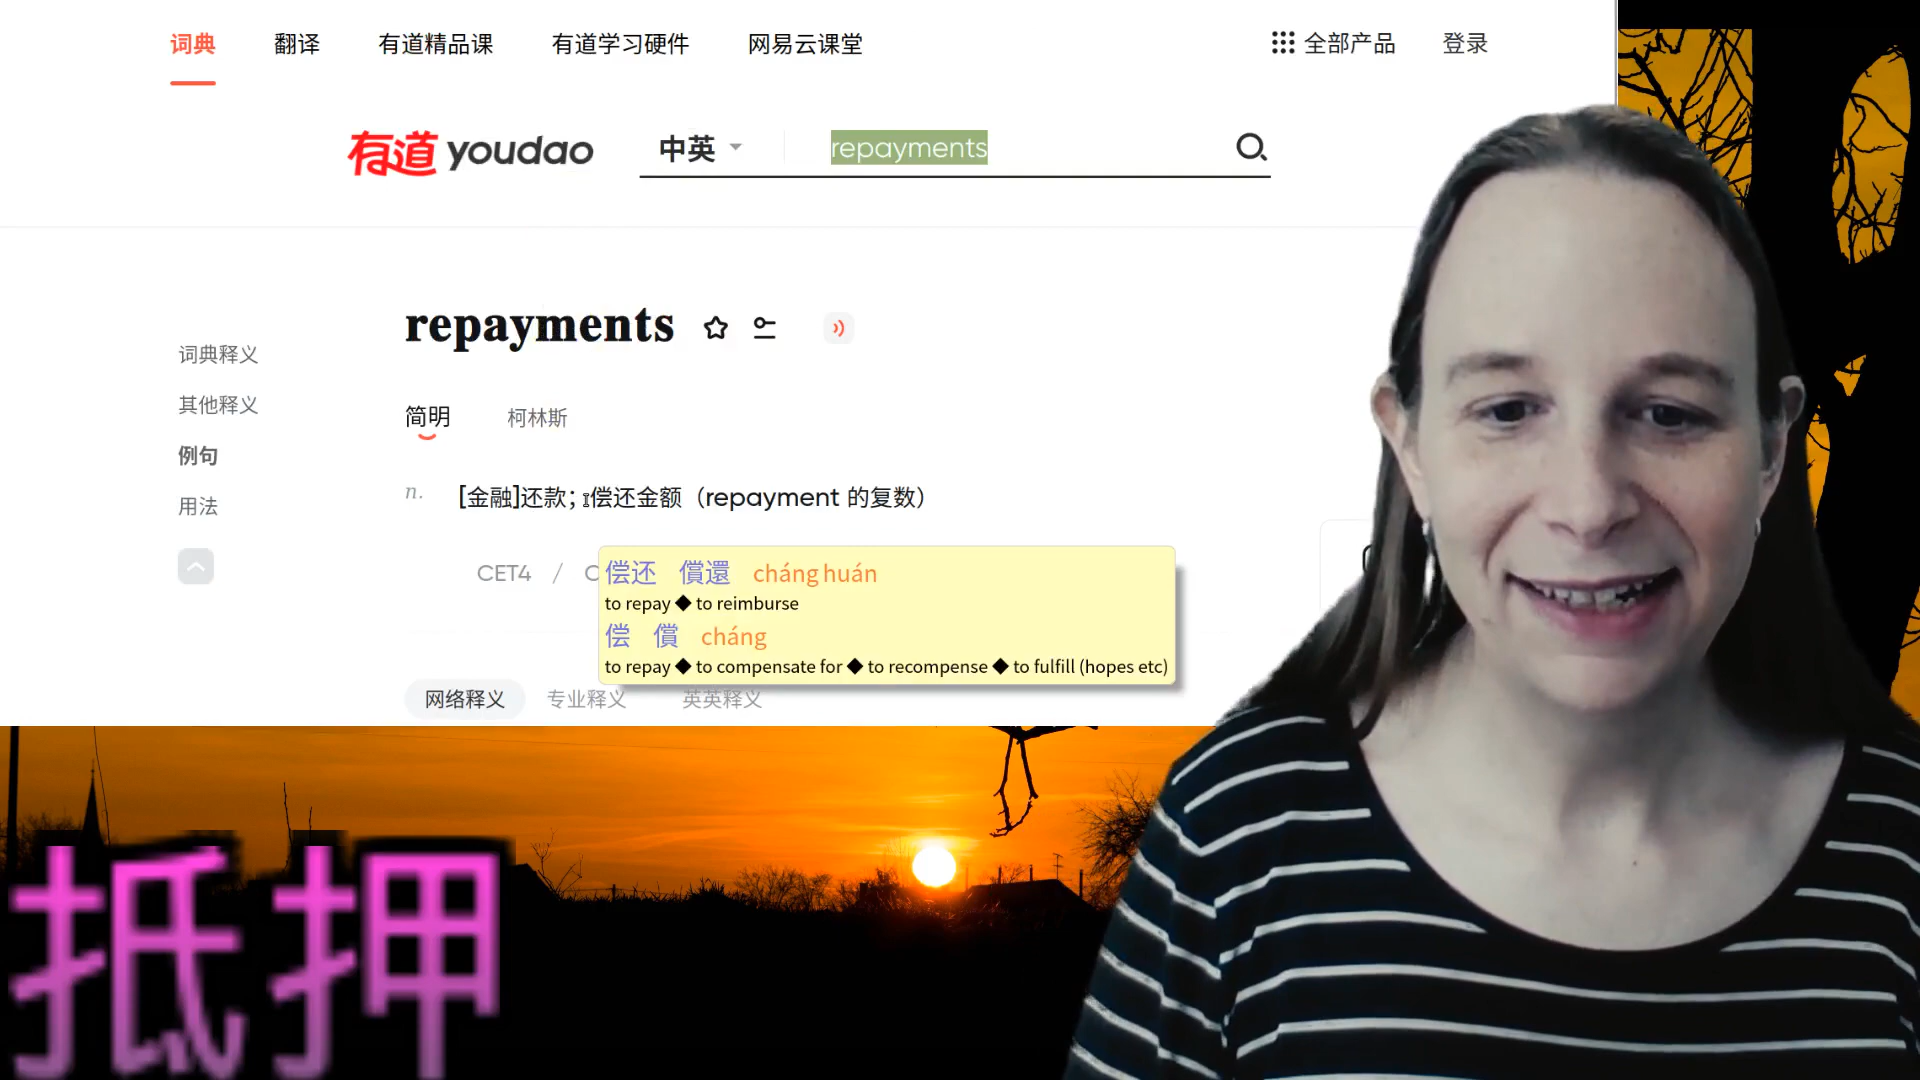 词典 翻译 有道精品课 有道学习硬件 网易云课堂 全部产品 登录
有道 youdao 中英 repayments
repayments
词典释义
其他释义
例句
用法
简明 柯林斯
n. [金融]还款；偿还金额（repayment 的复数）
CET4 / C
偿还 償還 cháng huán
to repay ◆ to reimburse
偿 償 cháng
to repay ◆ to compensate for ◆ to recompense ◆ to fulfill (hopes etc)
网络释义 专业释义 英英释义
抵押